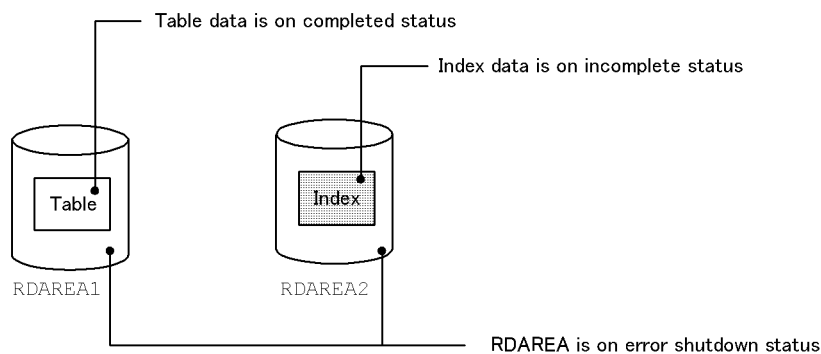 Table data is on completed status
Index data is on incomplete status
Table
Index
RDAREA1
RDAREA2
RDAREA is on error shutdown status